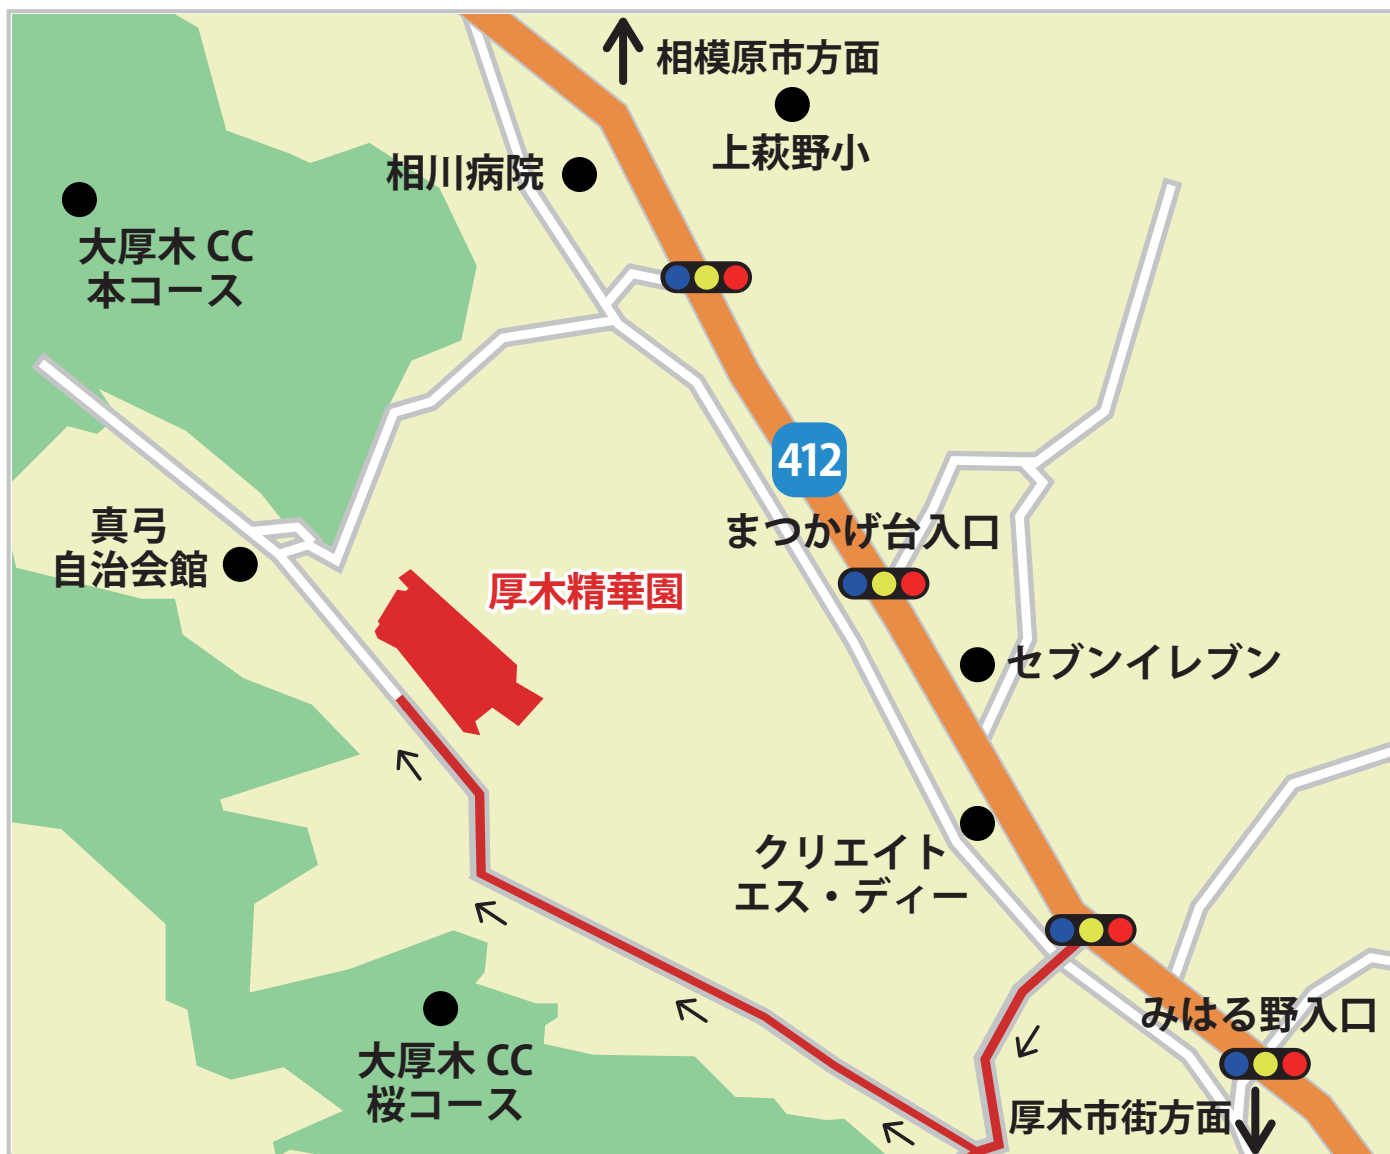 相模原市方面
上萩野小
相川病院
大厚木 CC
本コース
412
まつかげ台入口
真弓
自治会館
厚木精華園
セブンイレブン
クリエイト
エス・ディー
みはる野入口
大厚木 CC
桜コース
厚木市街方面